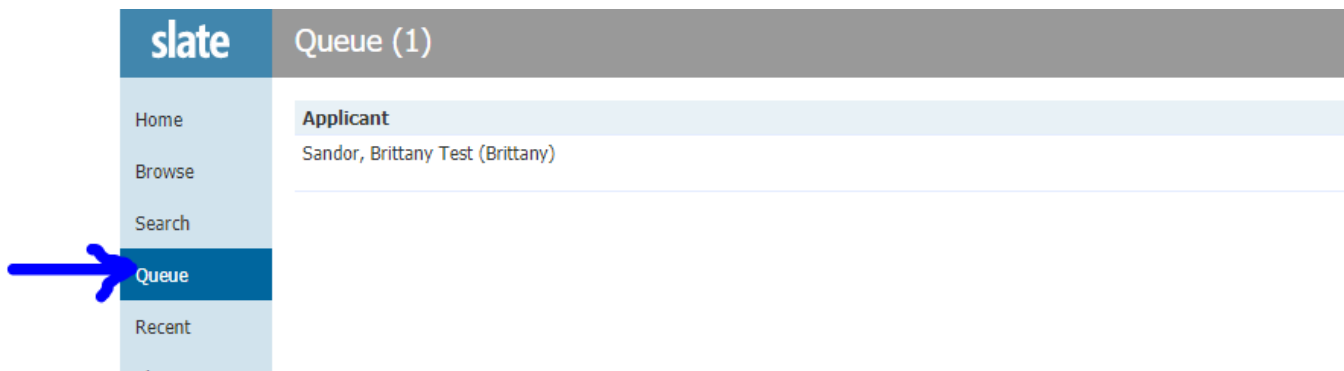 slate
Queue (1)
Home
Browse
Search
Queue
Recent
Applicant
Sandor, Brittany Test (Brittany)